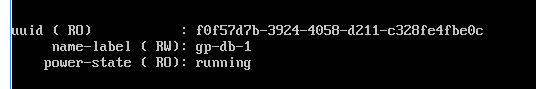 uuid ( RO)           : f0f57d7b-3924-4058-d211-c328fe4fbe0c
     name-label ( RW): gp-db-1
    power-state ( RO): running